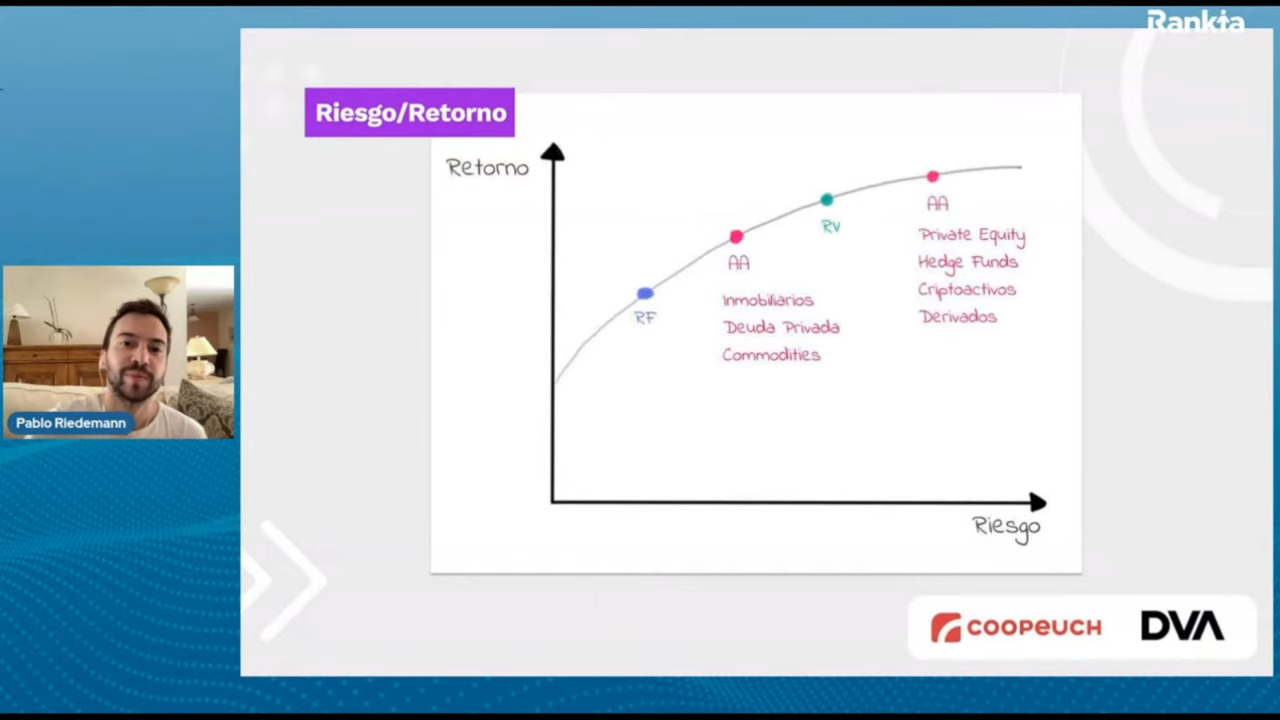 Rankia
Riesgo/Retorno
Retorno
RF
AA
Inmobiliarios
Deuda Privada
Commodities
RV
AA
Private Equity
Hedge Funds
Criptoactivos
Derivados
Riesgo
Pablo Riedemann
COOPEUCH
DVA